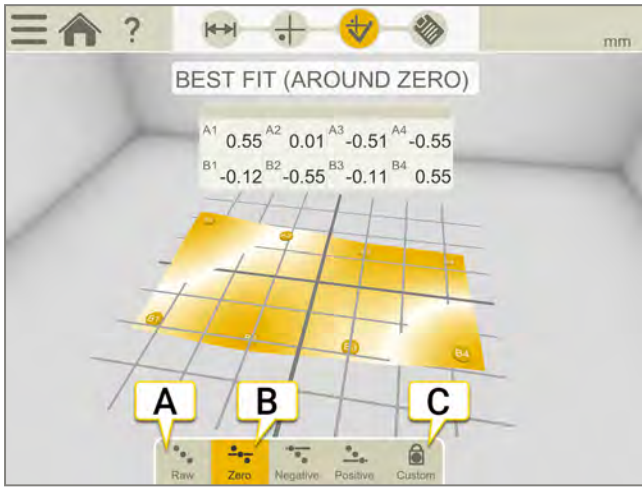 ?
mm
BEST FIT (AROUND ZERO)
A1 0.55 A2 0.01 A3 -0.51 A4 -0.55
B1 -0.12 B2 -0.55 B3 -0.11 B4 0.55
B1
B3
B4
A B C
Raw Zero Negative Positive Custom